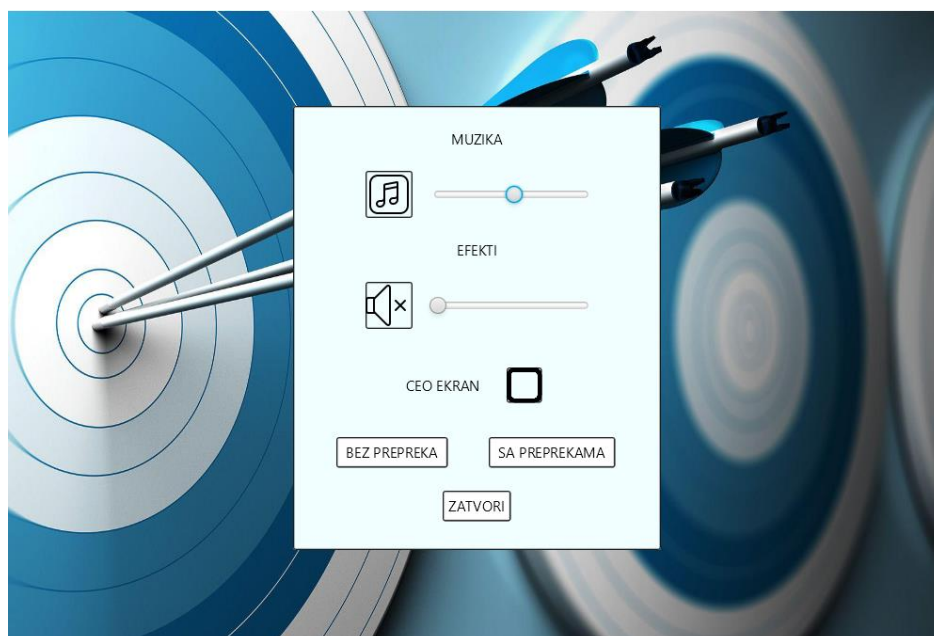 MUZIKA
EFEKTI
CEO EKRAN
BEZ PREPREKA
SA PREPREKAMA
ZATVORI